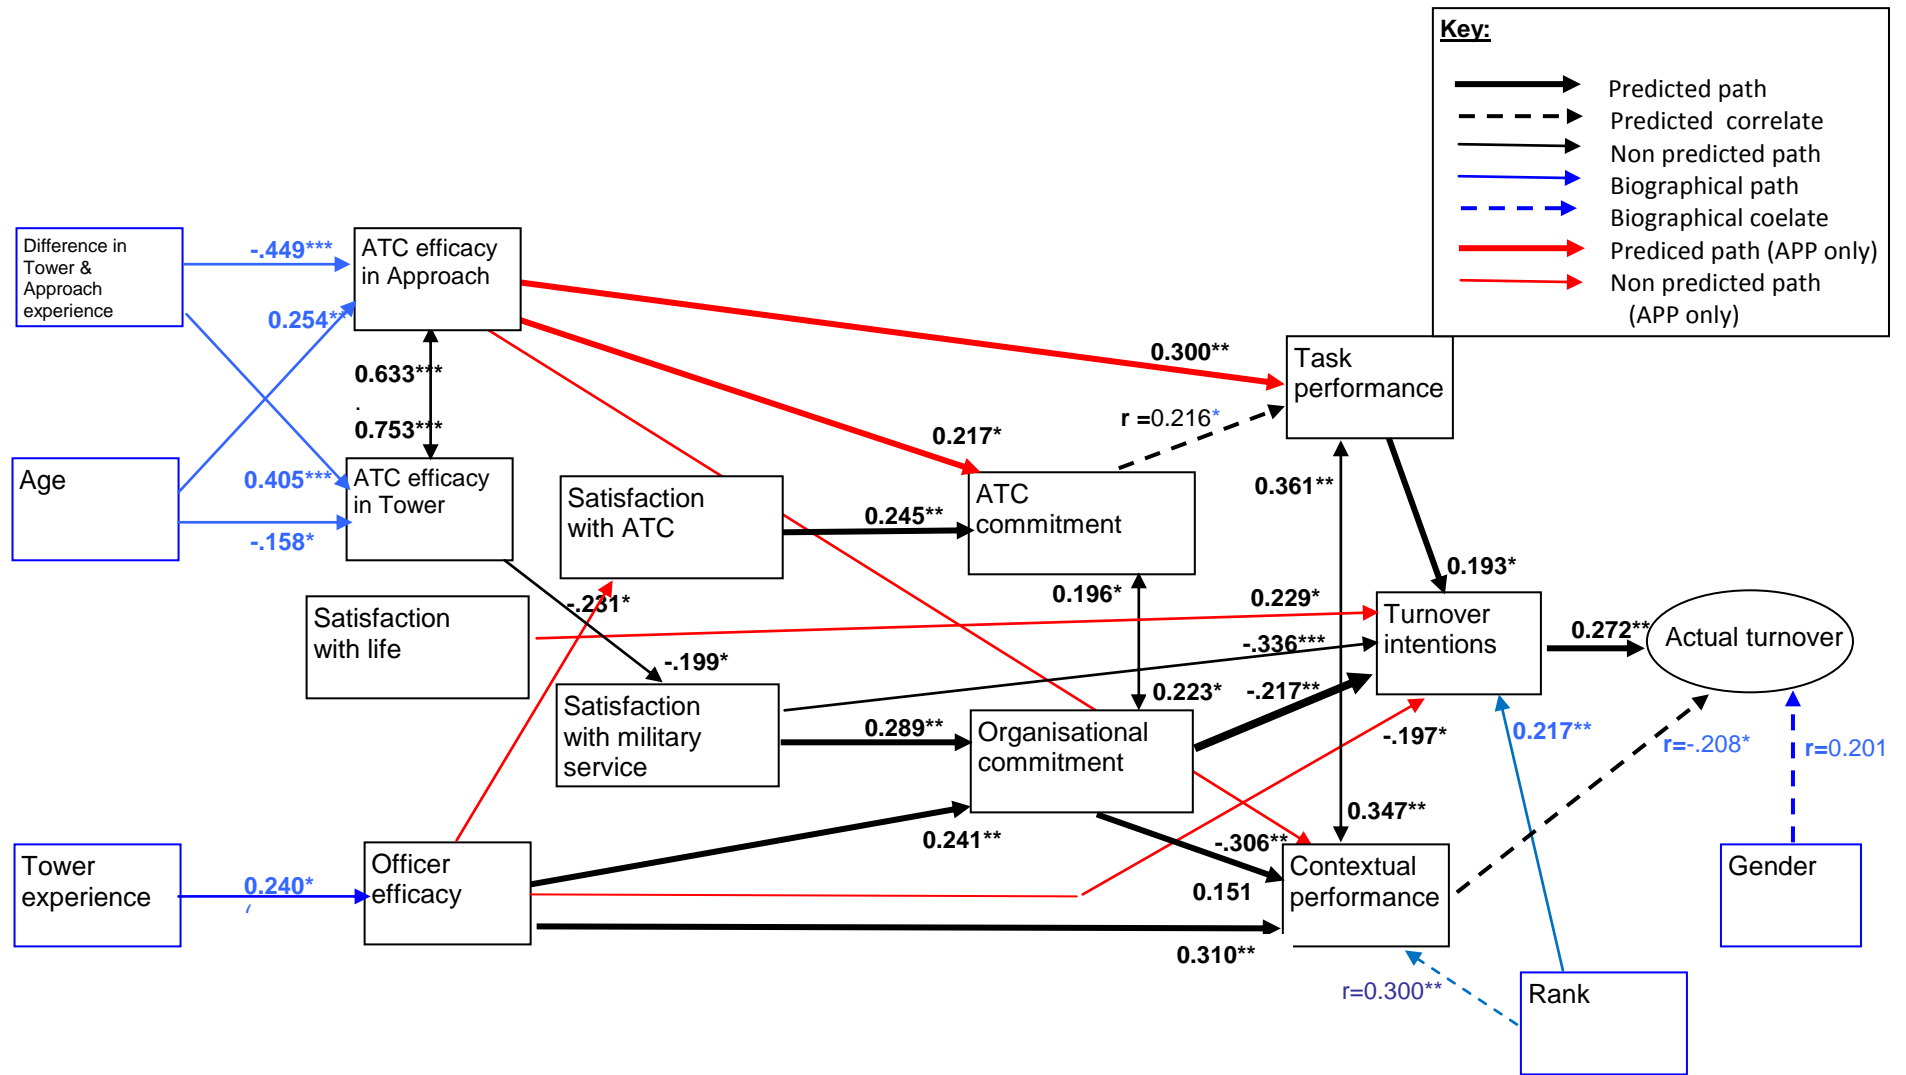 Key:
Predicted path
Predicted correlate
Non predicted path
Biographical path
Biographical coelate
Prediced path (APP only)
Non predicted path
(APP only)
Difference in
Tower &
Approach
experience
-.449***
ATC efficacy
in Approach
0.254**
0.633***
.
0.753***
0.300**
Task
performance
r =0.216*
0.217*
Age
0.405***
-.158*
ATC efficacy
in Tower
Satisfaction
with ATC
0.245**
ATC
commitment
0.361**
0.193*
-.231*
0.196*
0.229*
Satisfaction
with life
-.199*
-.336***
Turnover
intentions
0.272**
Actual turnover
Satisfaction
with military
service
0.289**
0.223*
-.217**
Organisational
commitment
-.197*
0.217**
r=-.208*
r=0.201
0.241**
-.306**
0.347**
Tower
experience
0.240*
(
Officer
efficacy
0.151
Contextual
performance
Gender
0.310**
r=0.300**
Rank